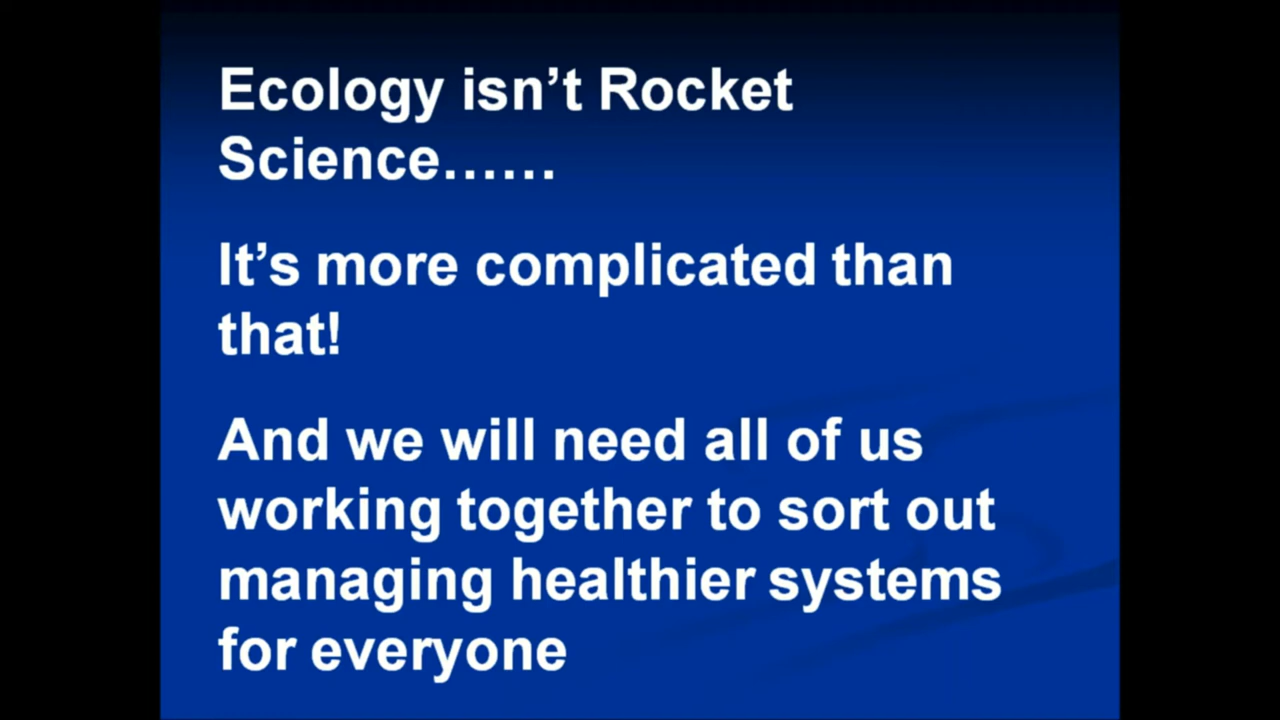 Ecology isn’t Rocket
Science......
It’s more complicated than
that!
And we will need all of us
working together to sort out
managing healthier systems
for everyone